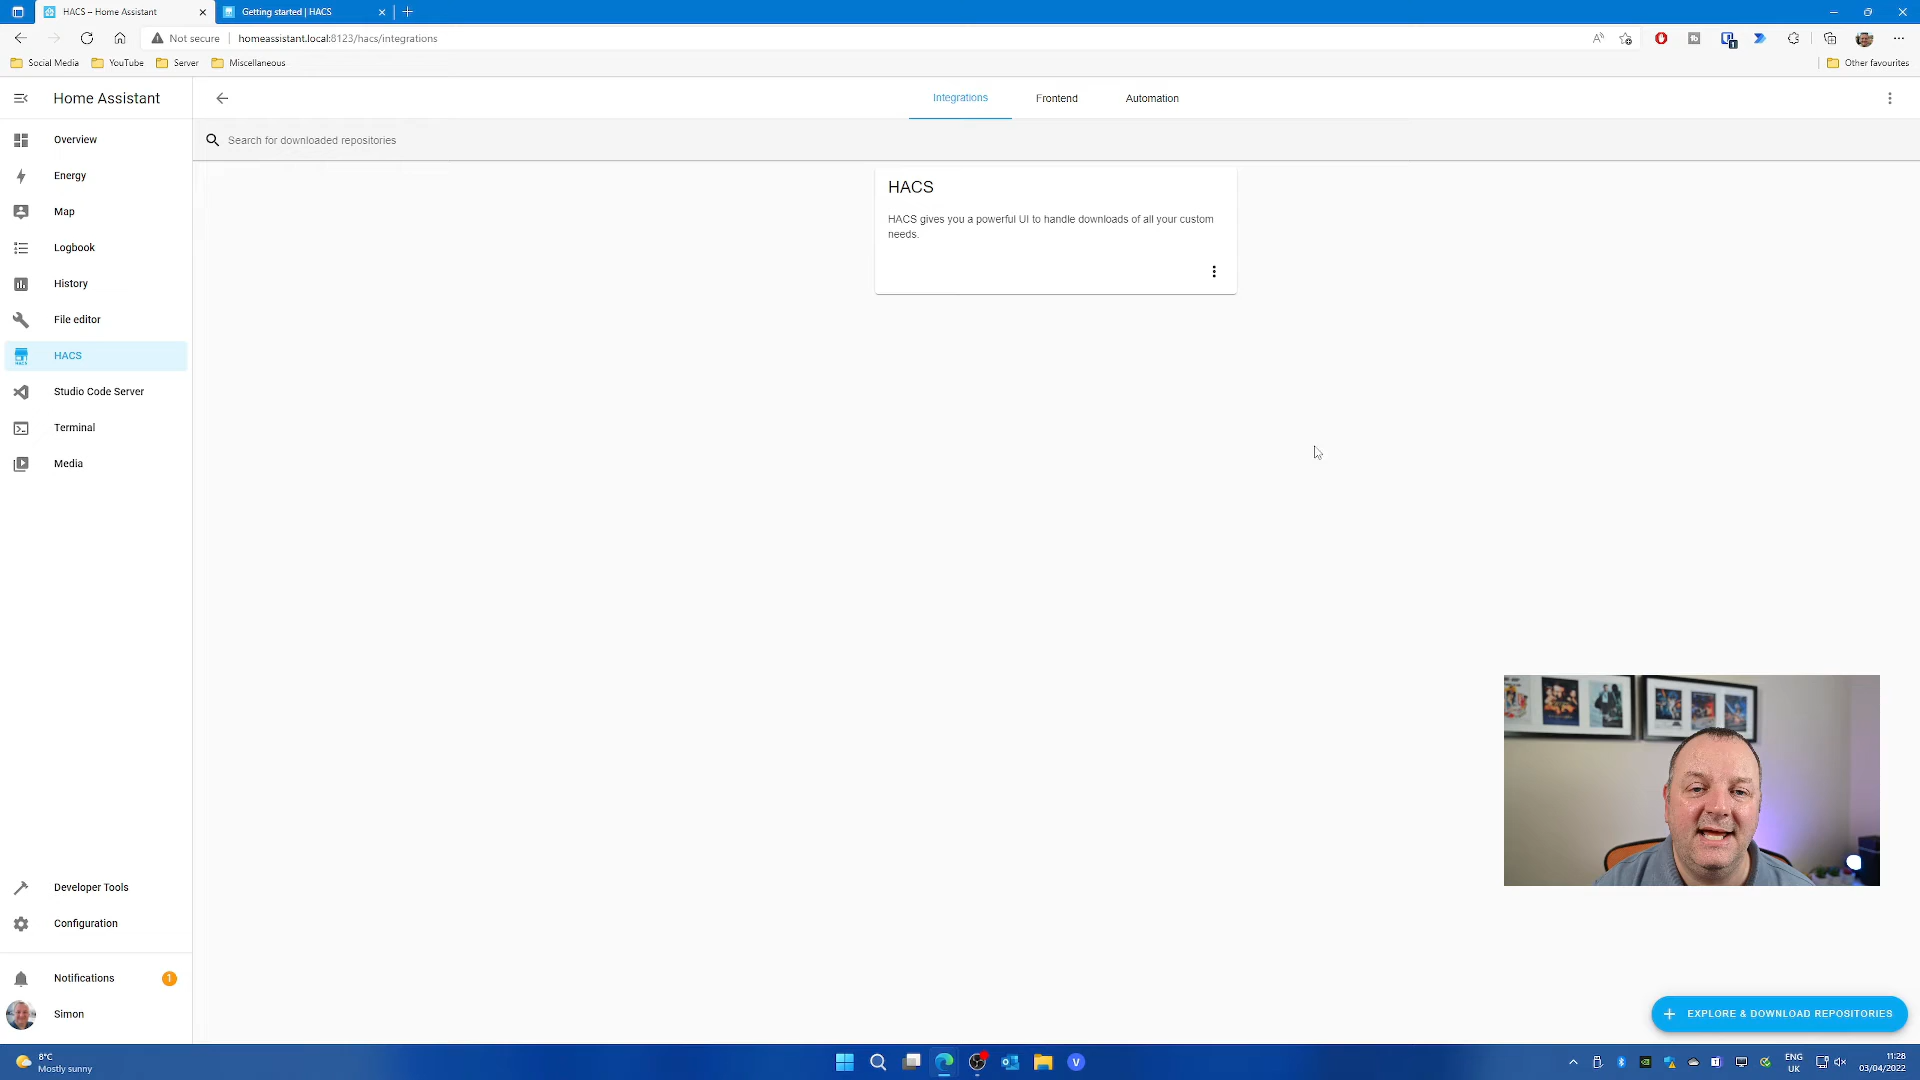 HACS – Home Assistant
Getting started | HACS
Not secure
homeassistant.local:8123/hacs/integrations
Social Media
YouTube
Server
Miscellaneous
Other favourites
Home Assistant
Integrations
Frontend
Automation
Search for downloaded repositories
Overview
Energy
Map
Logbook
History
File editor
HACS
Studio Code Server
Terminal
Media
HACS
HACS gives you a powerful UI to handle downloads of all your custom
needs.
Developer Tools
Configuration
Notifications
1
Simon
EXPLORE & DOWNLOAD REPOSITORIES
8°C
Mostly sunny
ENG
UK
11:28
03/04/2022